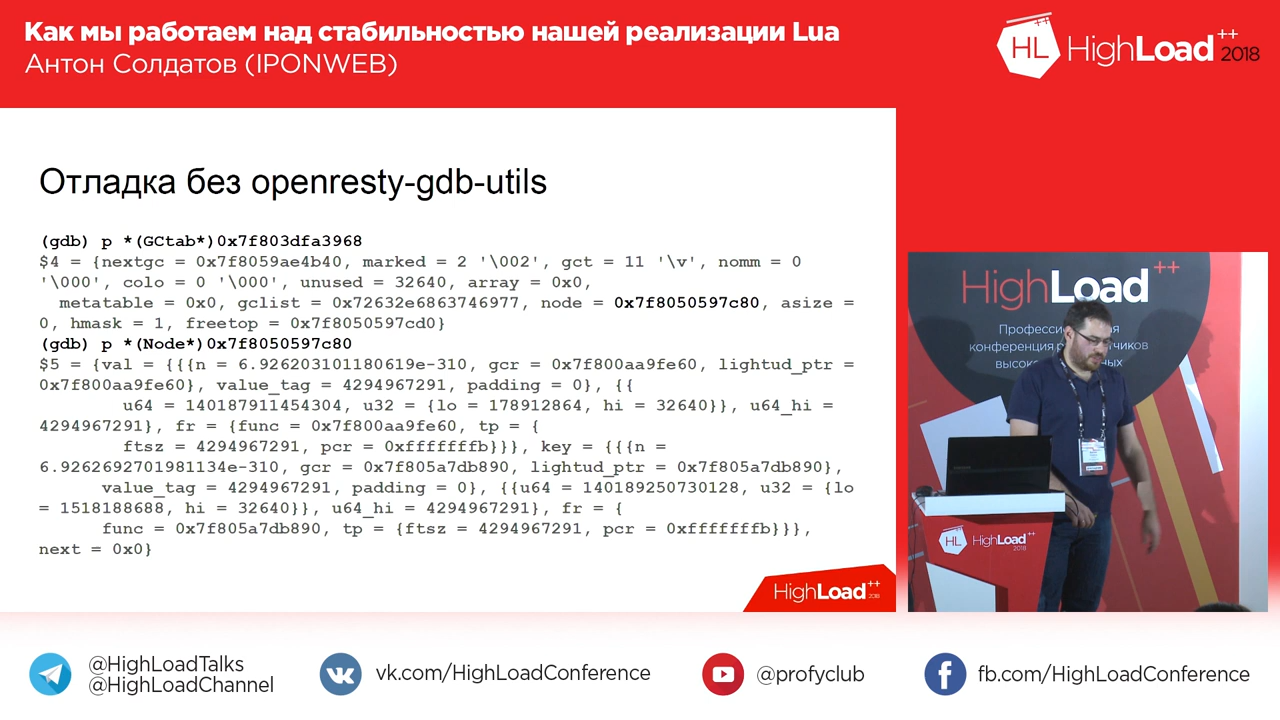 Как мы работаем над стабильностью нашей реализации Lua
Антон Солдатов (IPONWEB)
HL HighLoad++ 2018
Отладка без openresty-gdb-utils
(gdb) p *(GCtab*)0x7f803dfa3968
$4 = {nextgc = 0x7f8059ae4b40, marked = 2 '\002', gct = 11 '\v', nomm = 0
'\000', colo = 0 '\000', unused = 32640, array = 0x0,
metatable = 0x0, gclist = 0x72632e6863746977, node = 0x7f8050597c80, asize =
0, hmask = 1, freetop = 0x7f8050597cd0}
(gdb) p *(Node*)0x7f8050597c80
$5 = {val = {{{n = 6.926203101180619e-310, gcr = 0x7f800aa9fe60, lightud_ptr =
0x7f800aa9fe60}, value_tag = 4294967291, padding = 0}, {{
u64 = 140187911454304, u32 = {lo = 178912864, hi = 32640}}, u64_hi =
4294967291}, fr = {func = 0x7f800aa9fe60, tp = {
ftsz = 4294967291, pcr = 0xfffffffb}}}, key = {{{n =
6.9262692701981134e-310, gcr = 0x7f805a7db890, lightud_ptr = 0x7f805a7db890},
value_tag = 4294967291, padding = 0}, {{u64 = 140189250730128, u32 = {lo
= 1518188688, hi = 32640}}, u64_hi = 4294967291}, fr = {
func = 0x7f805a7db890, tp = {ftsz = 4294967291, pcr = 0xfffffffb}}},
next = 0x0}
HighLoad++ 2018
HighLoad++
конференция
HL HighLoad++ 2018
@HighLoadTalks
@HighLoadChannel
vk.com/HighLoadConference
@profyclub
fb.com/HighLoadConference